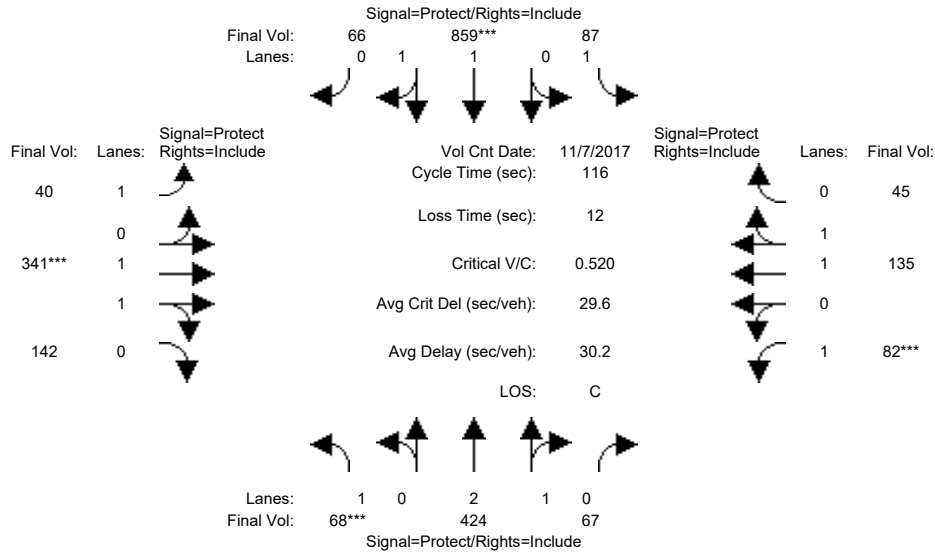 Signal=Protect/Rights=Include
Final Vol: 66 859*** 87
Lanes: 0 1 1 0 1
Signal=Protect
Final Vol: Lanes: Rights=Include
Vol Cnt Date: 11/7/2017
Signal=Protect
Rights=Include Lanes: Final Vol:
Cycle Time (sec): 116
40 1
0 45
Loss Time (sec): 12
0
1
341*** 1
Critical V/C: 0.520
1 135
1
Avg Crit Del (sec/veh): 29.6
0
142 0
Avg Delay (sec/veh): 30.2
1 82***
LOS: C
Lanes: 1 0 2 1 0
Final Vol: 68*** 424 67
Signal=Protect/Rights=Include